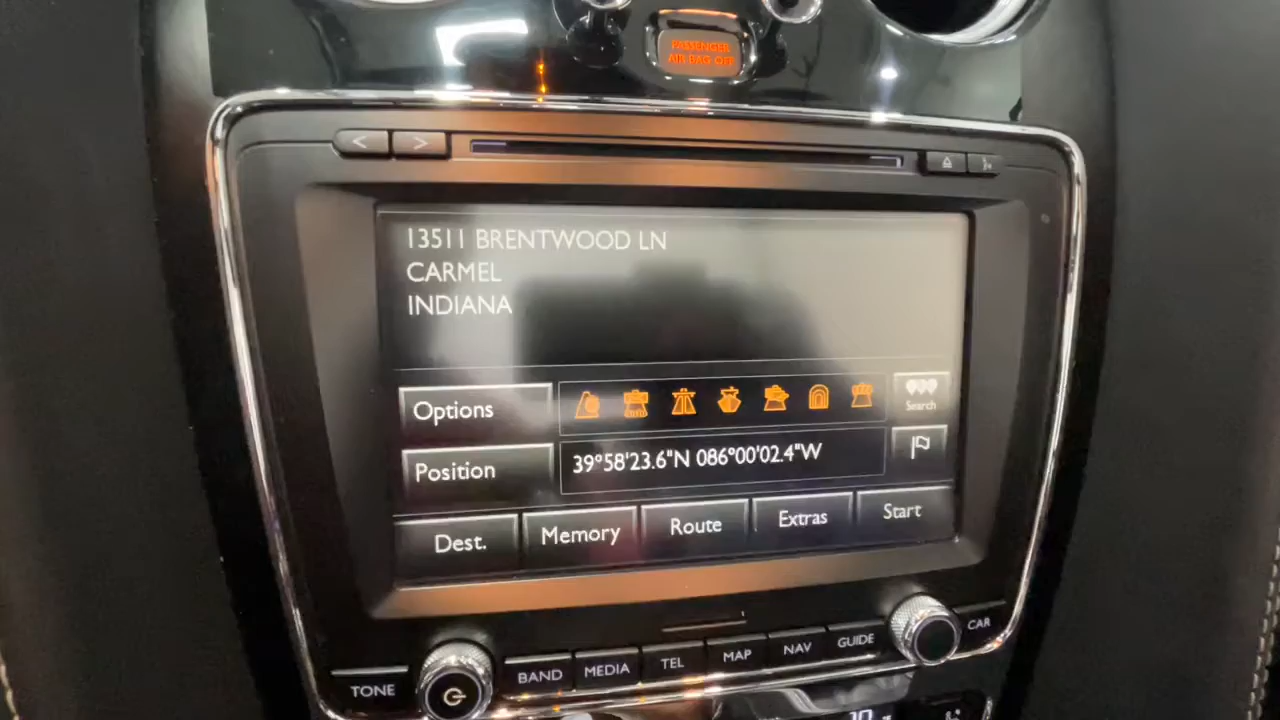 PASSENGER
AIR BAG OFF
< >
13511 BRENTWOOD LN
CARMEL
INDIANA
Options
Search
Position
39°58'23.6"N 086°00'02.4"W
Dest.
Memory
Route
Extras
Start
TONE
BAND
MEDIA
TEL
MAP
NAV
GUIDE
CAR